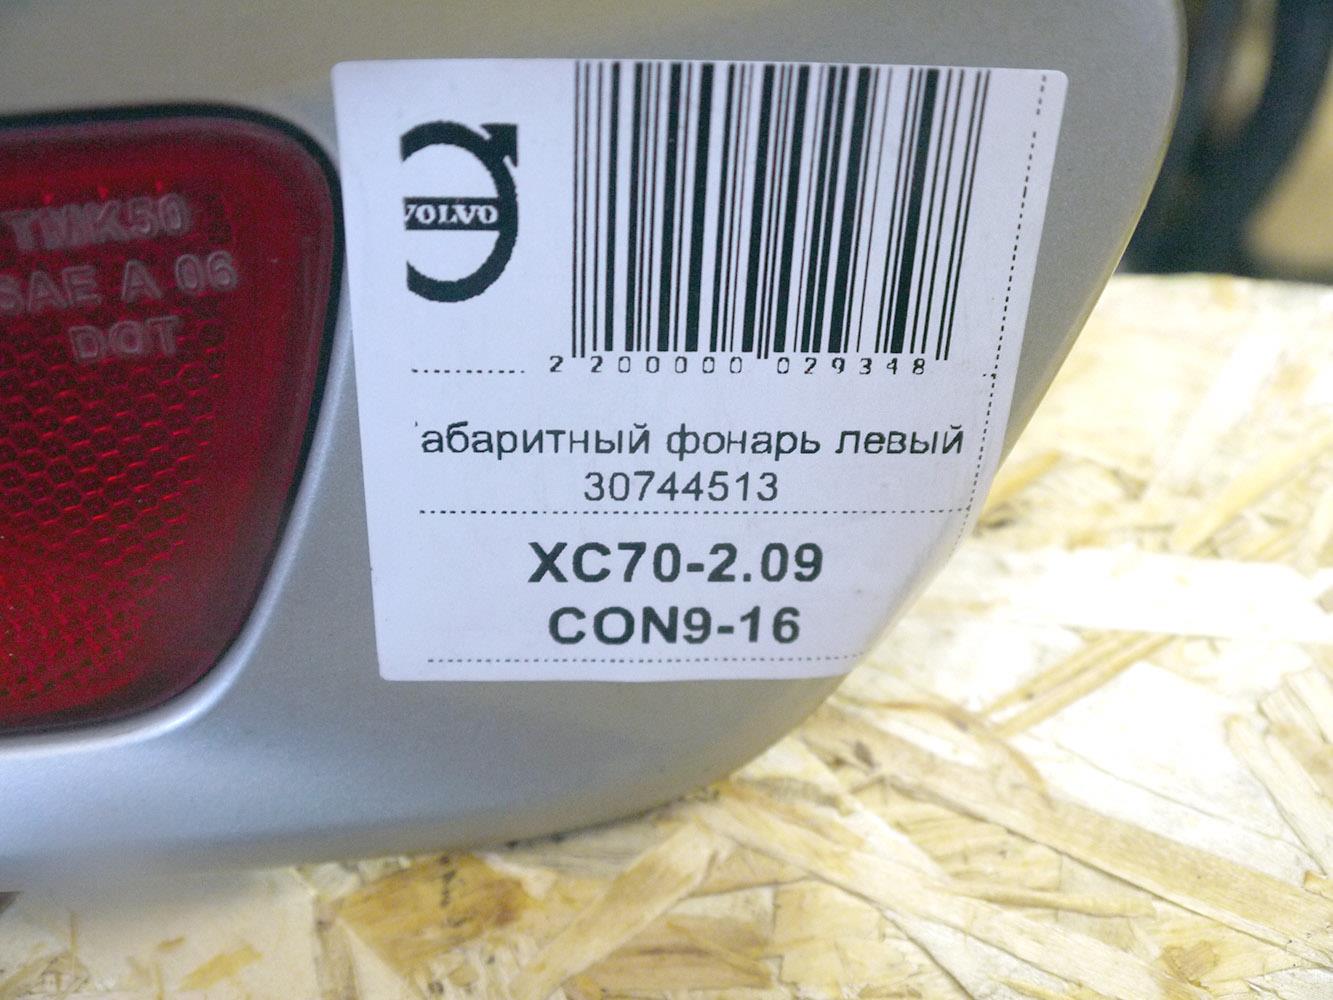 TMK50
SAE A 06
DOT
VOLVO
2 200000 029348
абаритный фонарь левый
30744513
XC70-2.09
CON9-16